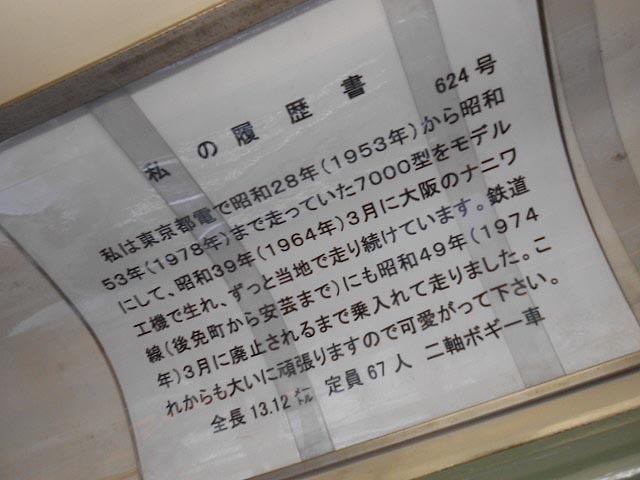 私の履歴書 624号
私は東京都電で昭和28年(1953年)から昭和
53年(1978年)まで走っていた7000型をモデル
にして、昭和39年(1964年)3月に大阪のナニワ
工機で生れ、ずっと当地で走り続けています。鉄道
線(後免町から安芸まで)にも昭和49年(1974
年)3月に廃止されるまで乗入れて走りました。こ
れからも大いに頑張りますので可愛がって下さい。
全長13.12メートル 定員67人 二軸ボギー車